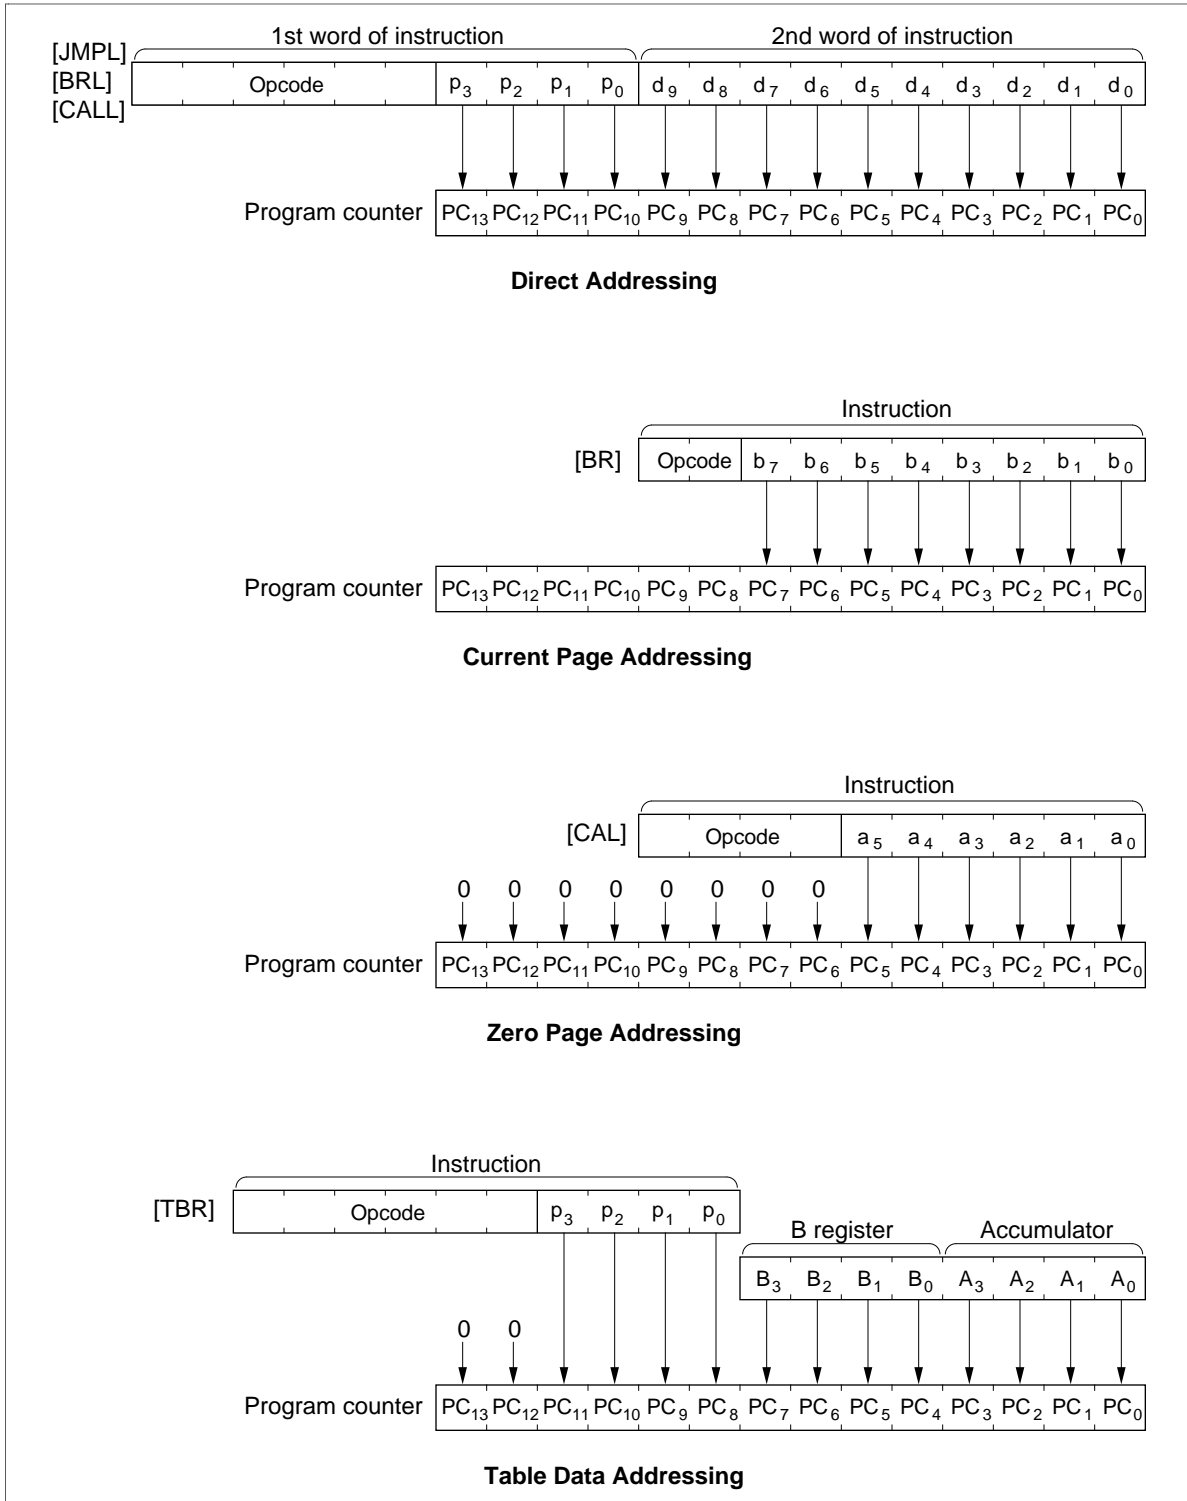 1st word of instruction 2nd word of instruction
[JMPL]
[BRL] Opcode p3 p2 p1 p0 d9 d8 d7 d6 d5 d4 d3 d2 d1 d0
[CALL]
Program counter PC13 PC12 PC11 PC10 PC9 PC8 PC7 PC6 PC5 PC4 PC3 PC2 PC1 PC0
Direct Addressing
Instruction
[BR] Opcode b7 b6 b5 b4 b3 b2 b1 b0
Program counter PC13 PC12 PC11 PC10 PC9 PC8 PC7 PC6 PC5 PC4 PC3 PC2 PC1 PC0
Current Page Addressing
Instruction
[CAL] Opcode a5 a4 a3 a2 a1 a0
0 0 0 0 0 0 0 0
Program counter PC13 PC12 PC11 PC10 PC9 PC8 PC7 PC6 PC5 PC4 PC3 PC2 PC1 PC0
Zero Page Addressing
Instruction
[TBR] Opcode p3 p2 p1 p0
B register Accumulator
B3 B2 B1 B0 A3 A2 A1 A0
0 0
Program counter PC13 PC12 PC11 PC10 PC9 PC8 PC7 PC6 PC5 PC4 PC3 PC2 PC1 PC0
Table Data Addressing